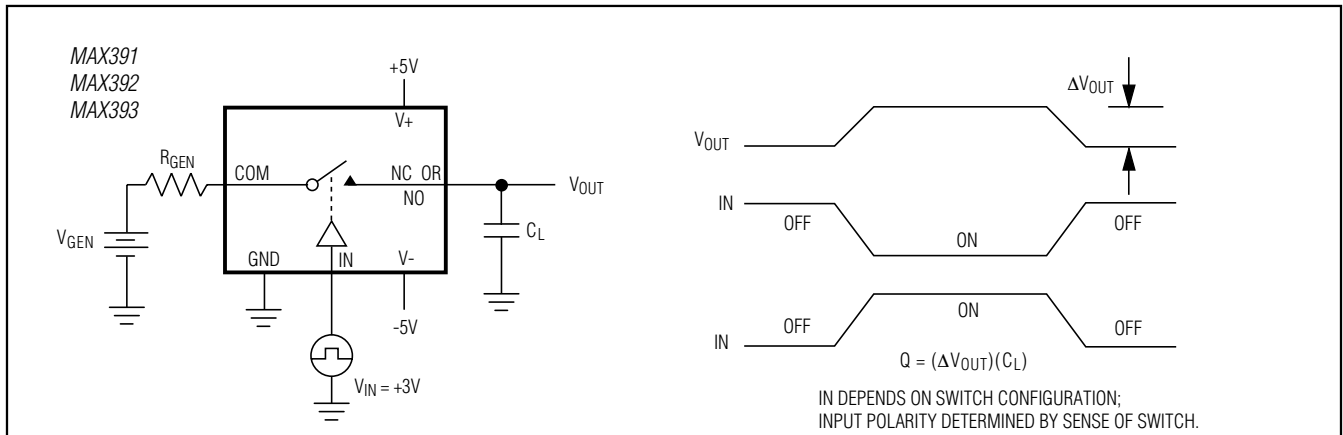 MAX391
MAX392
MAX393
+5V
V+
RGEN
COM
NC OR
NO
VOUT
VGEN
CL
GND
IN
V-
-5V
VIN = +3V
ΔVOUT
VOUT
IN
OFF
ON
OFF
IN
OFF
ON
OFF
Q = (ΔVOUT)(CL)
IN DEPENDS ON SWITCH CONFIGURATION;
INPUT POLARITY DETERMINED BY SENSE OF SWITCH.